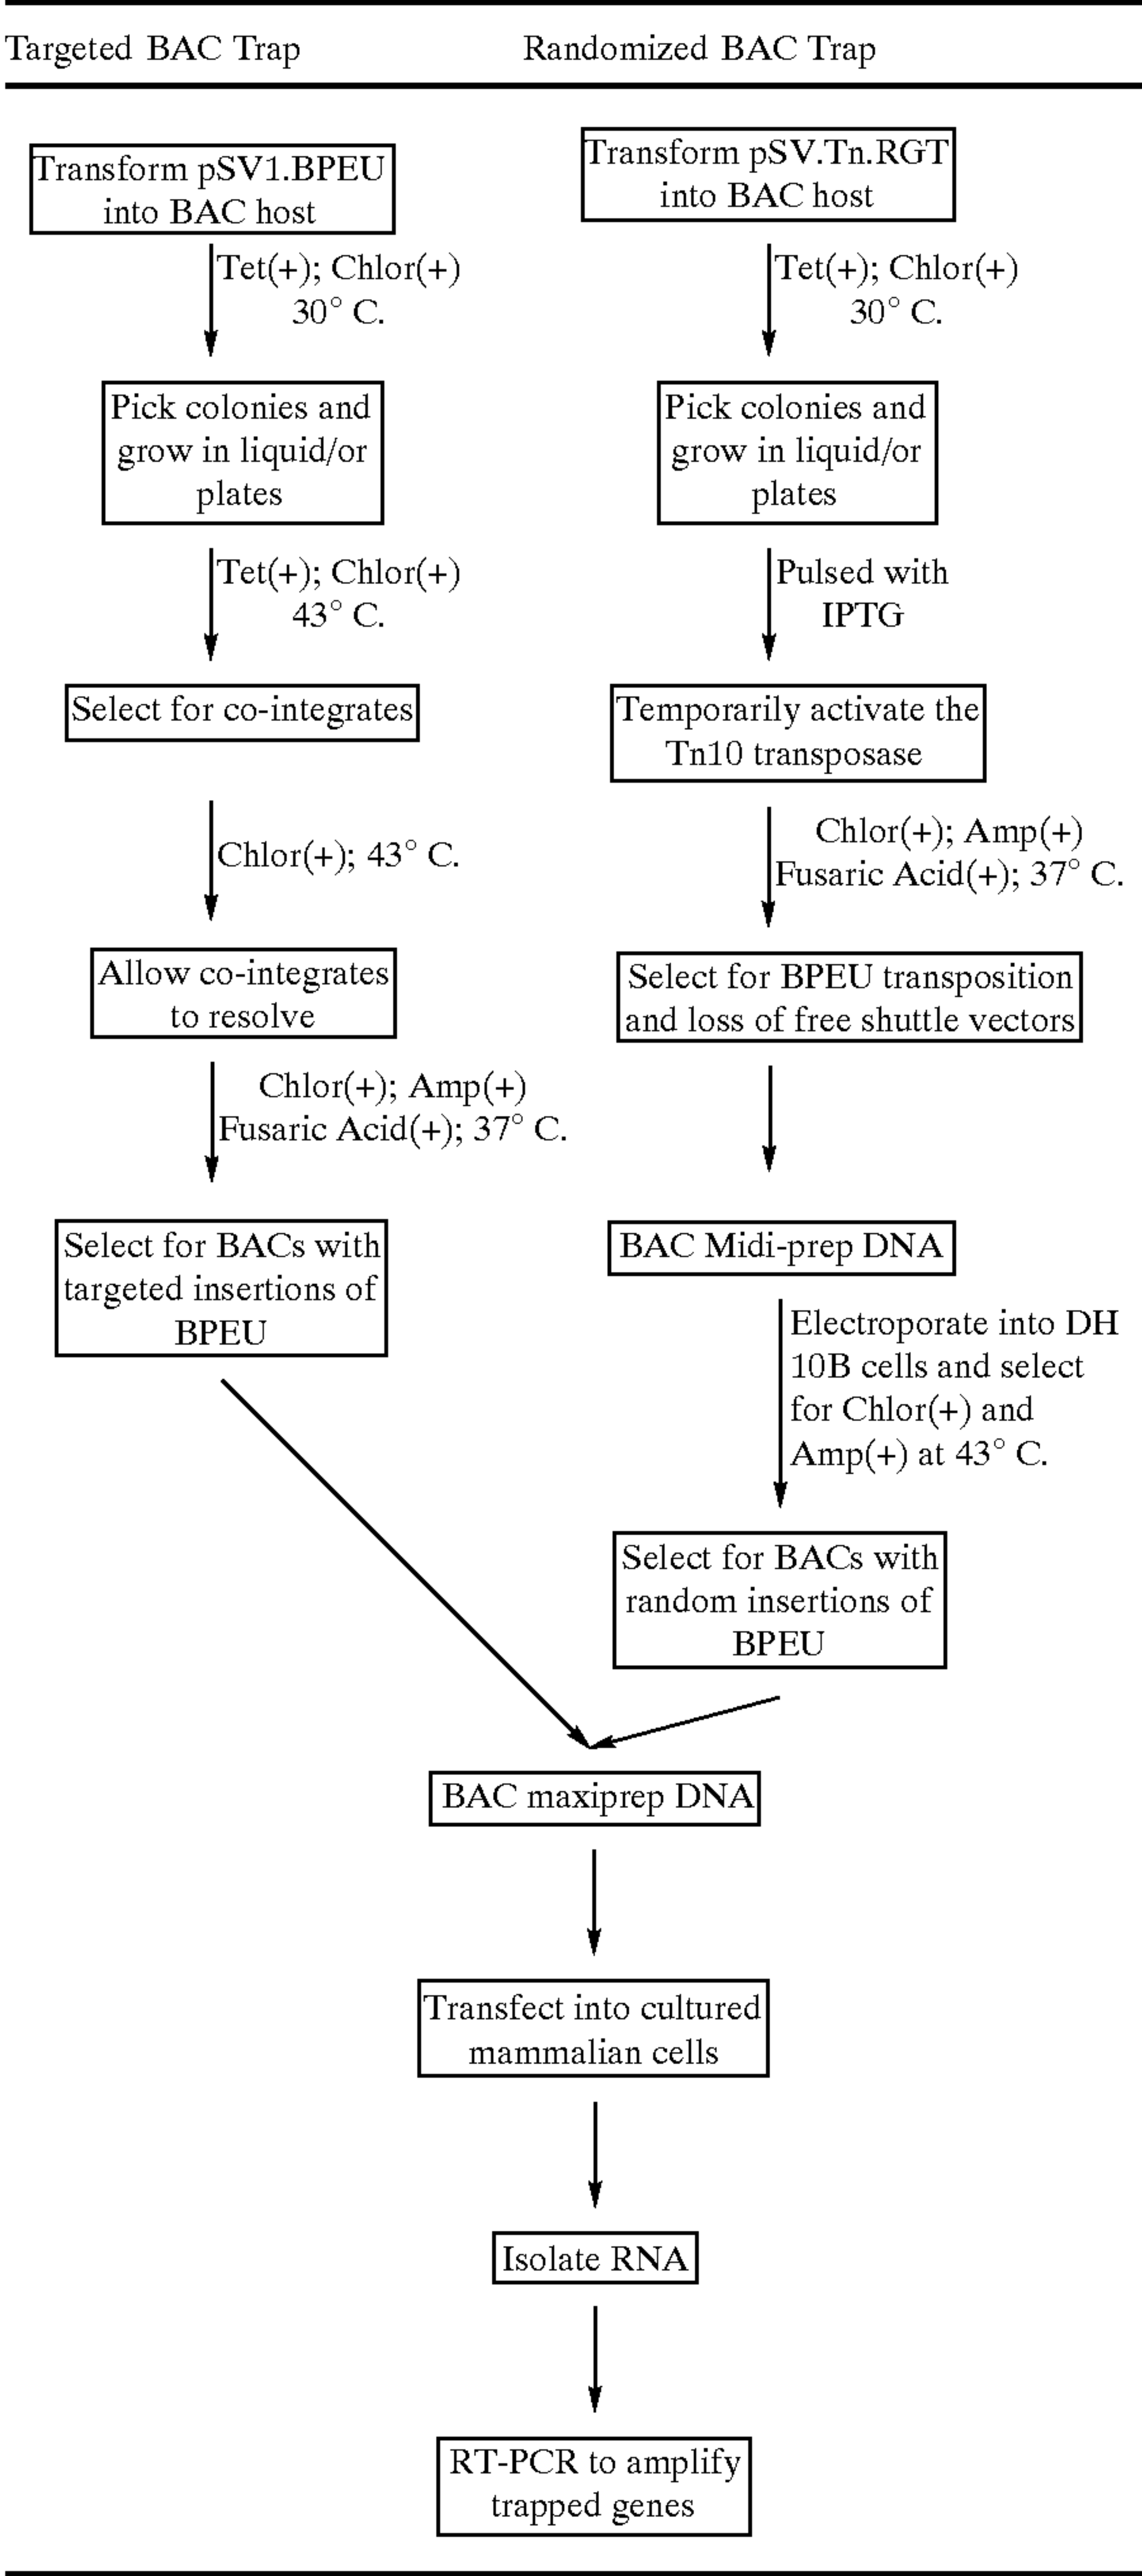 Targeted BAC Trap
Randomized BAC Trap
Transform pSV1.BPEU
into BAC host
Tet(+); Chlor(+)
30° C.
Pick colonies and
grow in liquid/or
plates
Tet(+); Chlor(+)
43° C.
Select for co-integrates
Chlor(+); 43° C.
Allow co-integrates
to resolve
Chlor(+); Amp(+)
Fusaric Acid(+); 37° C.
Select for BACs with
targeted insertions of
BPEU
Transform pSV.Tn.RGT
into BAC host
Tet(+); Chlor(+)
30° C.
Pick colonies and
grow in liquid/or
plates
Pulsed with
IPTG
Temporarily activate the
Tn10 transposase
Chlor(+); Amp(+)
Fusaric Acid(+); 37° C.
Select for BPEU transposition
and loss of free shuttle vectors
BAC Midi-prep DNA
Electroporate into DH
10B cells and select
for Chlor(+) and
Amp(+) at 43° C.
Select for BACs with
random insertions of
BPEU
BAC maxiprep DNA
Transfect into cultured
mammalian cells
Isolate RNA
RT-PCR to amplify
trapped genes